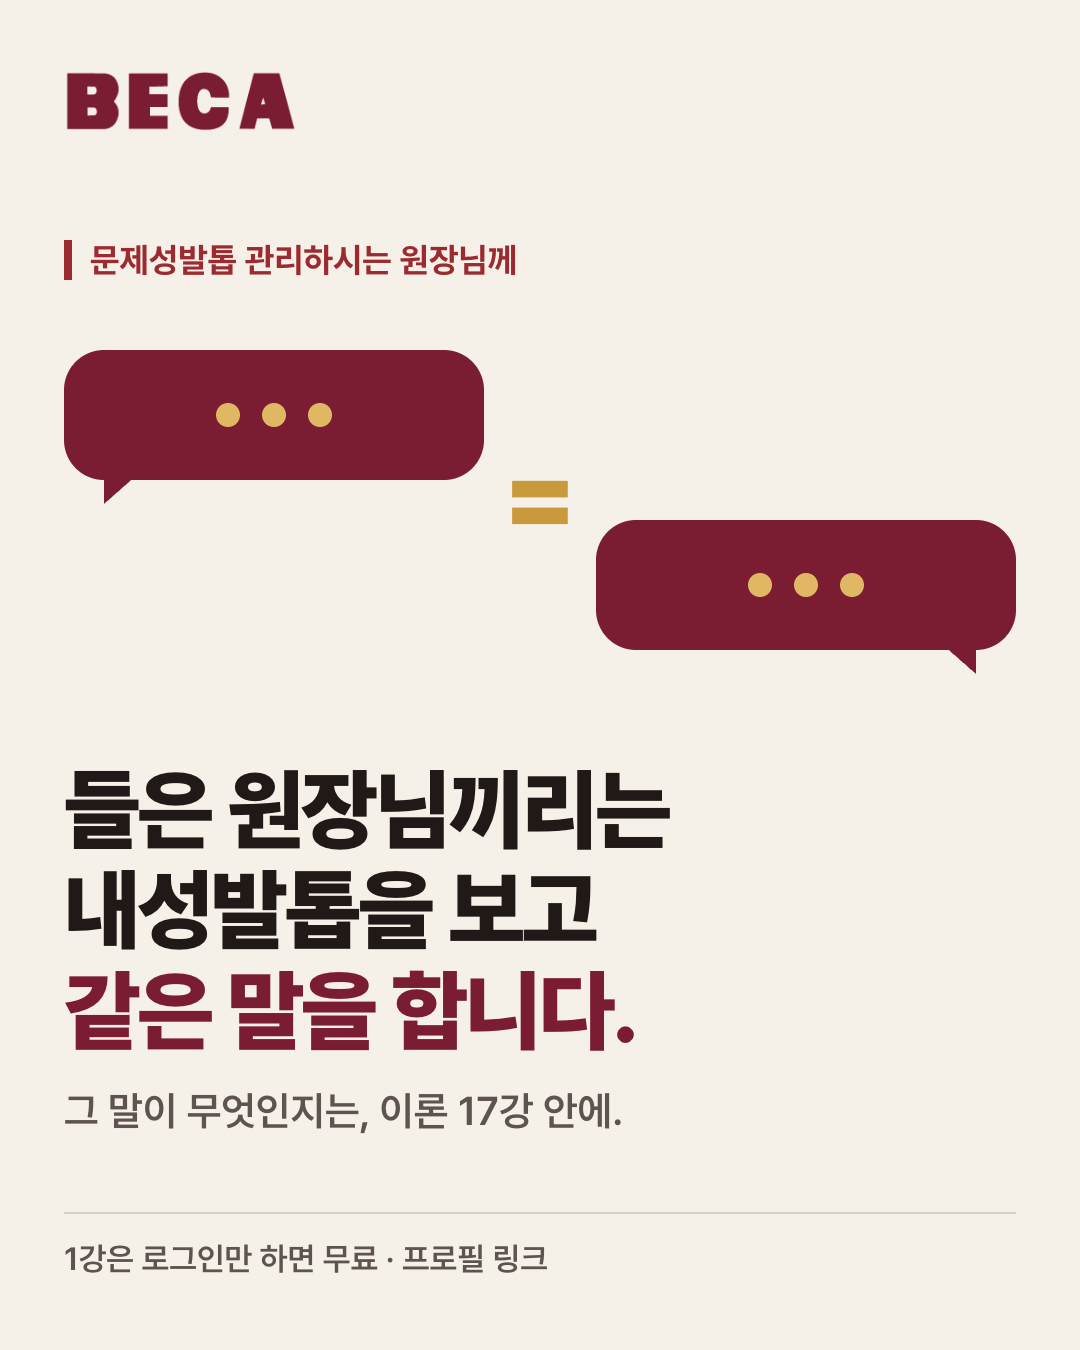 BECA
문제성발톱 관리하시는 원장님께
=
들은 원장님끼리는
내성발톱을 보고
같은 말을 합니다.
그 말이 무엇인지는, 이론 17강 안에.
1강은 로그인만 하면 무료 · 프로필 링크